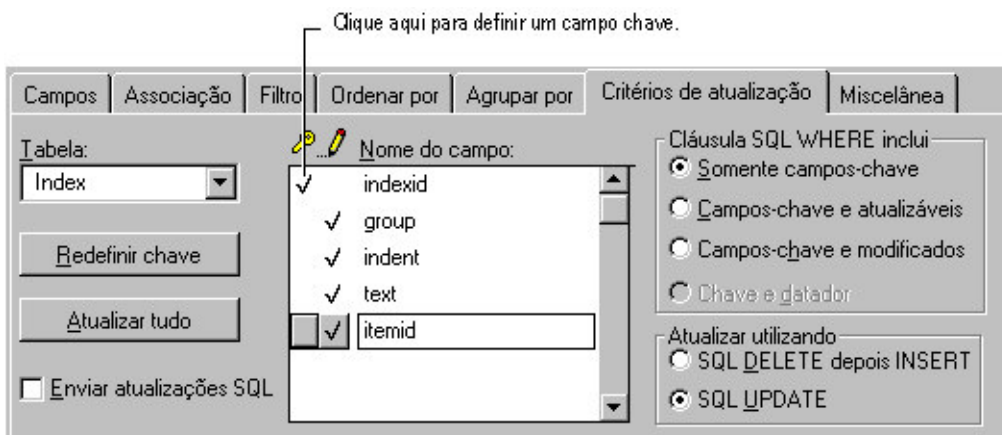 Clique aqui para definir um campo chave.
Campos Associação Filtro Ordenar por Agrupar por Critérios de atualização Miscelânea
Tabela:
Index
Redefinir chave
Atualizar tudo
Enviar atualizações SQL
... Nome do campo:
indexid
group
indent
text
itemid
Cláusula SQL WHERE inclui
Somente campos-chave
Campos-chave e atualizáveis
Campos-chave e modificados
Chave e datador
Atualizar utilizando
SQL DELETE depois INSERT
SQL UPDATE